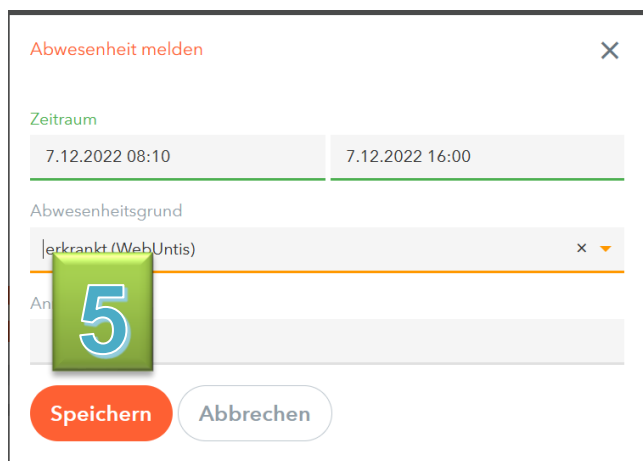 Abwesenheit melden
Zeitraum
7.12.2022 08:10 7.12.2022 16:00
Abwesenheitsgrund
erkrankt (WebUntis)
5
Speichern Abbrechen